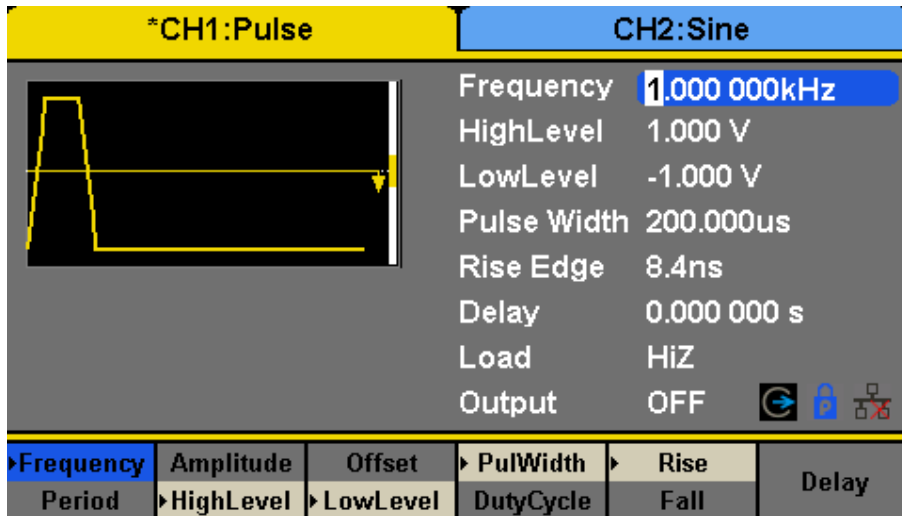 *CH1:Pulse CH2:Sine
Frequency 1.000 000kHz
HighLevel 1.000 V
LowLevel -1.000 V
Pulse Width 200.000us
Rise Edge 8.4ns
Delay 0.000 000 s
Load HiZ
Output OFF
P
Frequency Amplitude Offset PulWidth Rise Delay
Period HighLevel LowLevel DutyCycle Fall